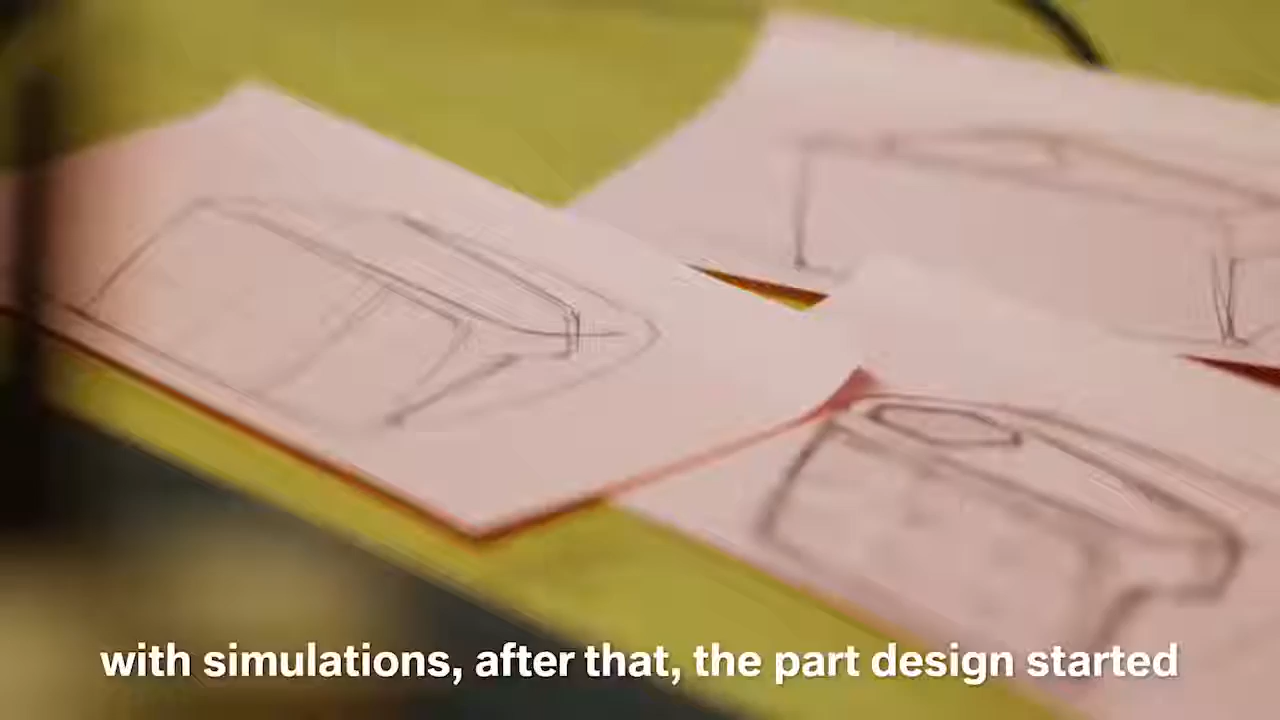 with simulations, after that, the part design started